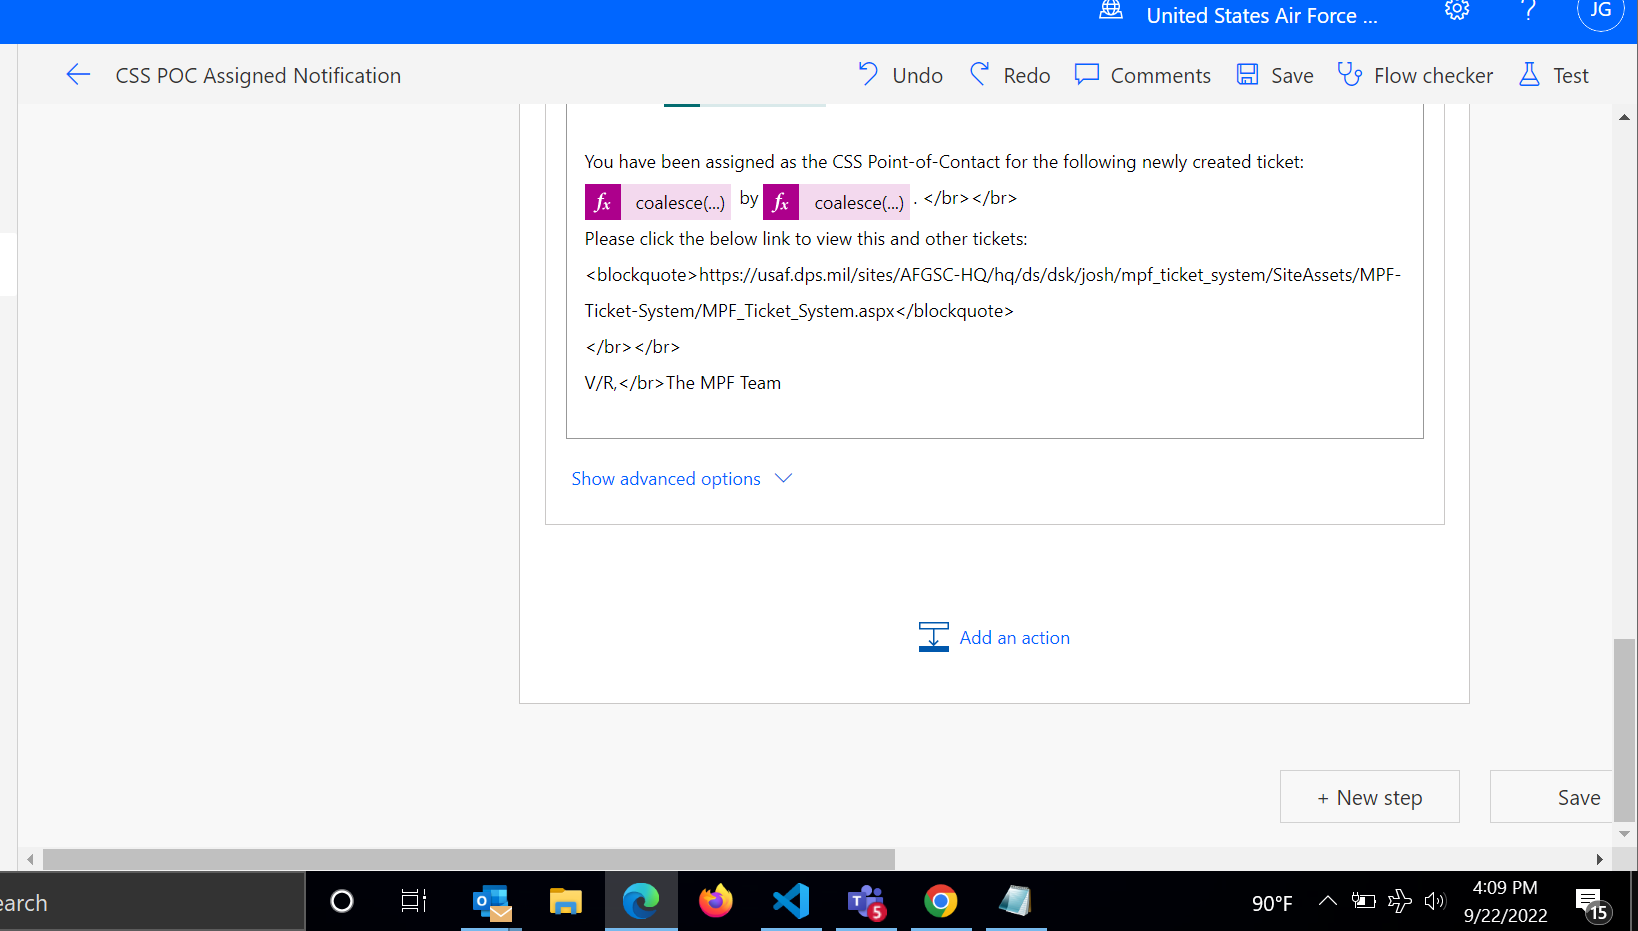 United States Air Force ...
JG
CSS POC Assigned Notification
Undo
Redo
Comments
Save
Flow checker
Test
You have been assigned as the CSS Point-of-Contact for the following newly created ticket:
fx coalesce(...) by fx coalesce(...) . </br></br>
Please click the below link to view this and other tickets:
<blockquote>https://usaf.dps.mil/sites/AFGSC-HQ/hq/ds/dsk/josh/mpf_ticket_system/SiteAssets/MPF-
Ticket-System/MPF_Ticket_System.aspx</blockquote>
</br></br>
V/R,</br>The MPF Team
Show advanced options
Add an action
+ New step
Save
earch
5
90°F
4:09 PM
9/22/2022
15